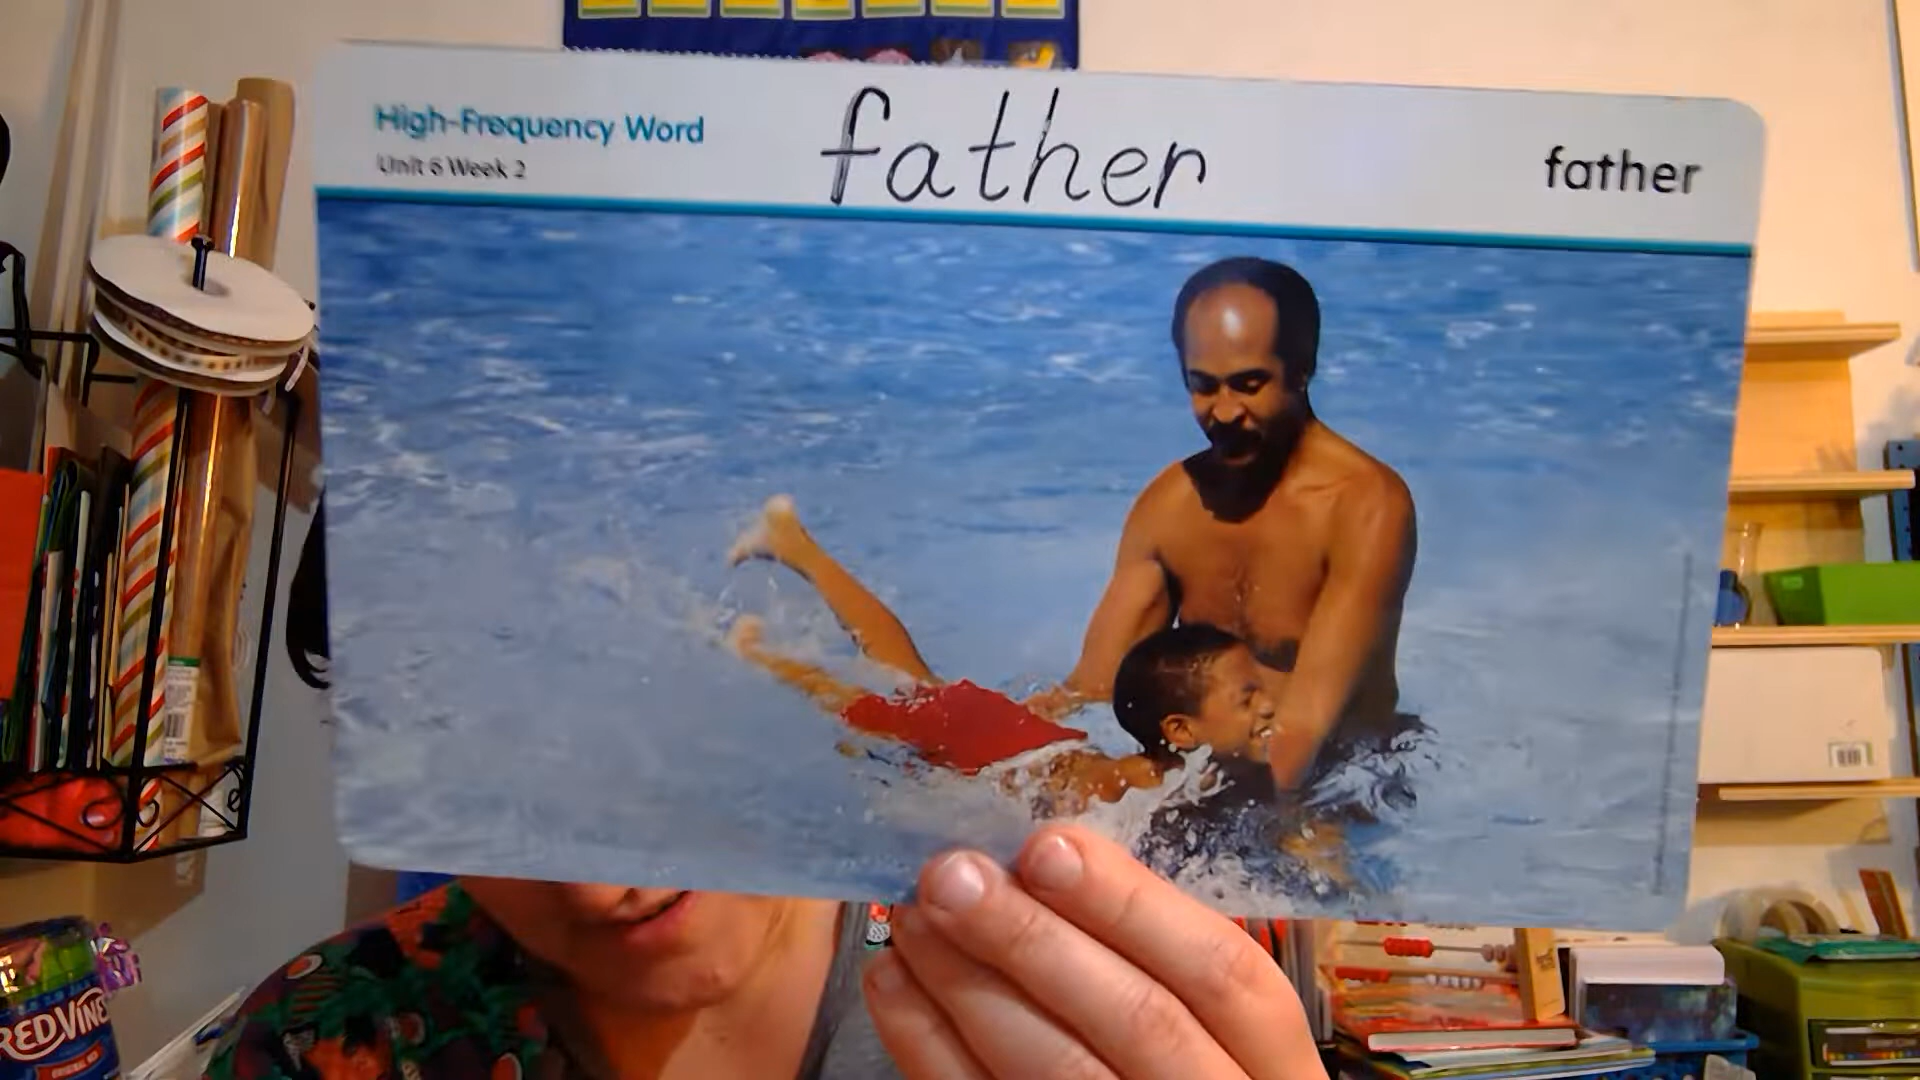 High-Frequency Word
Unit 6 Week 2
father
father
RED VINES